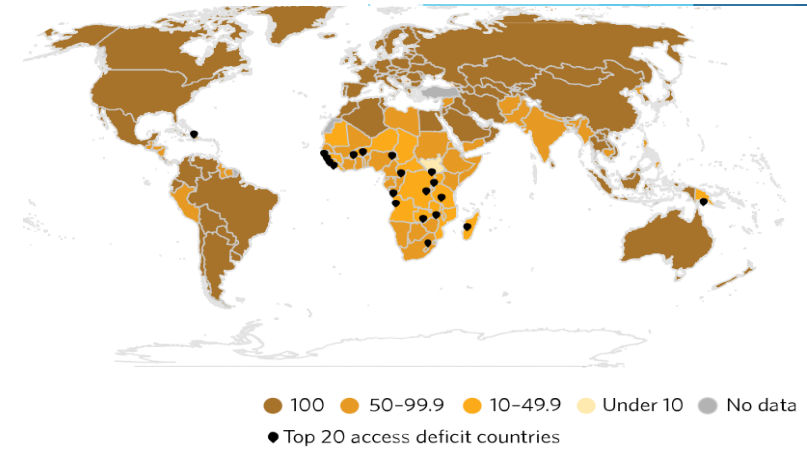 100 50–99.9 10–49.9 Under 10 No data
Top 20 access deficit countries